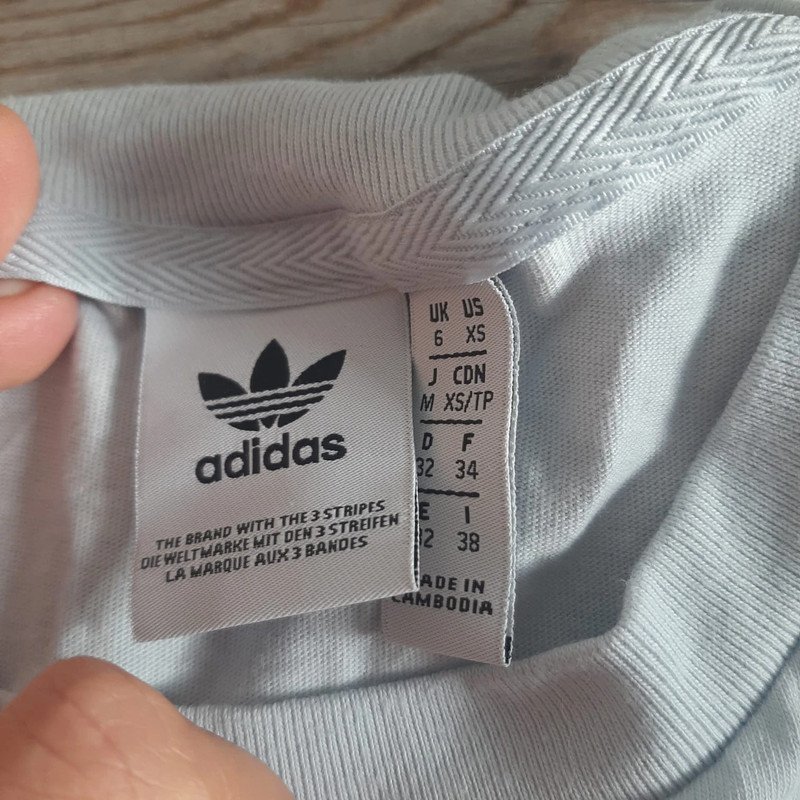 adidas
THE BRAND WITH THE 3 STRIPES
DIE WELTMARKE MIT DEN 3 STREIFEN
LA MARQUE AUX 3 BANDES
UK US
6 XS
J CDN
M XS/TP
D F
32 34
E I
38
MADE IN
CAMBODIA